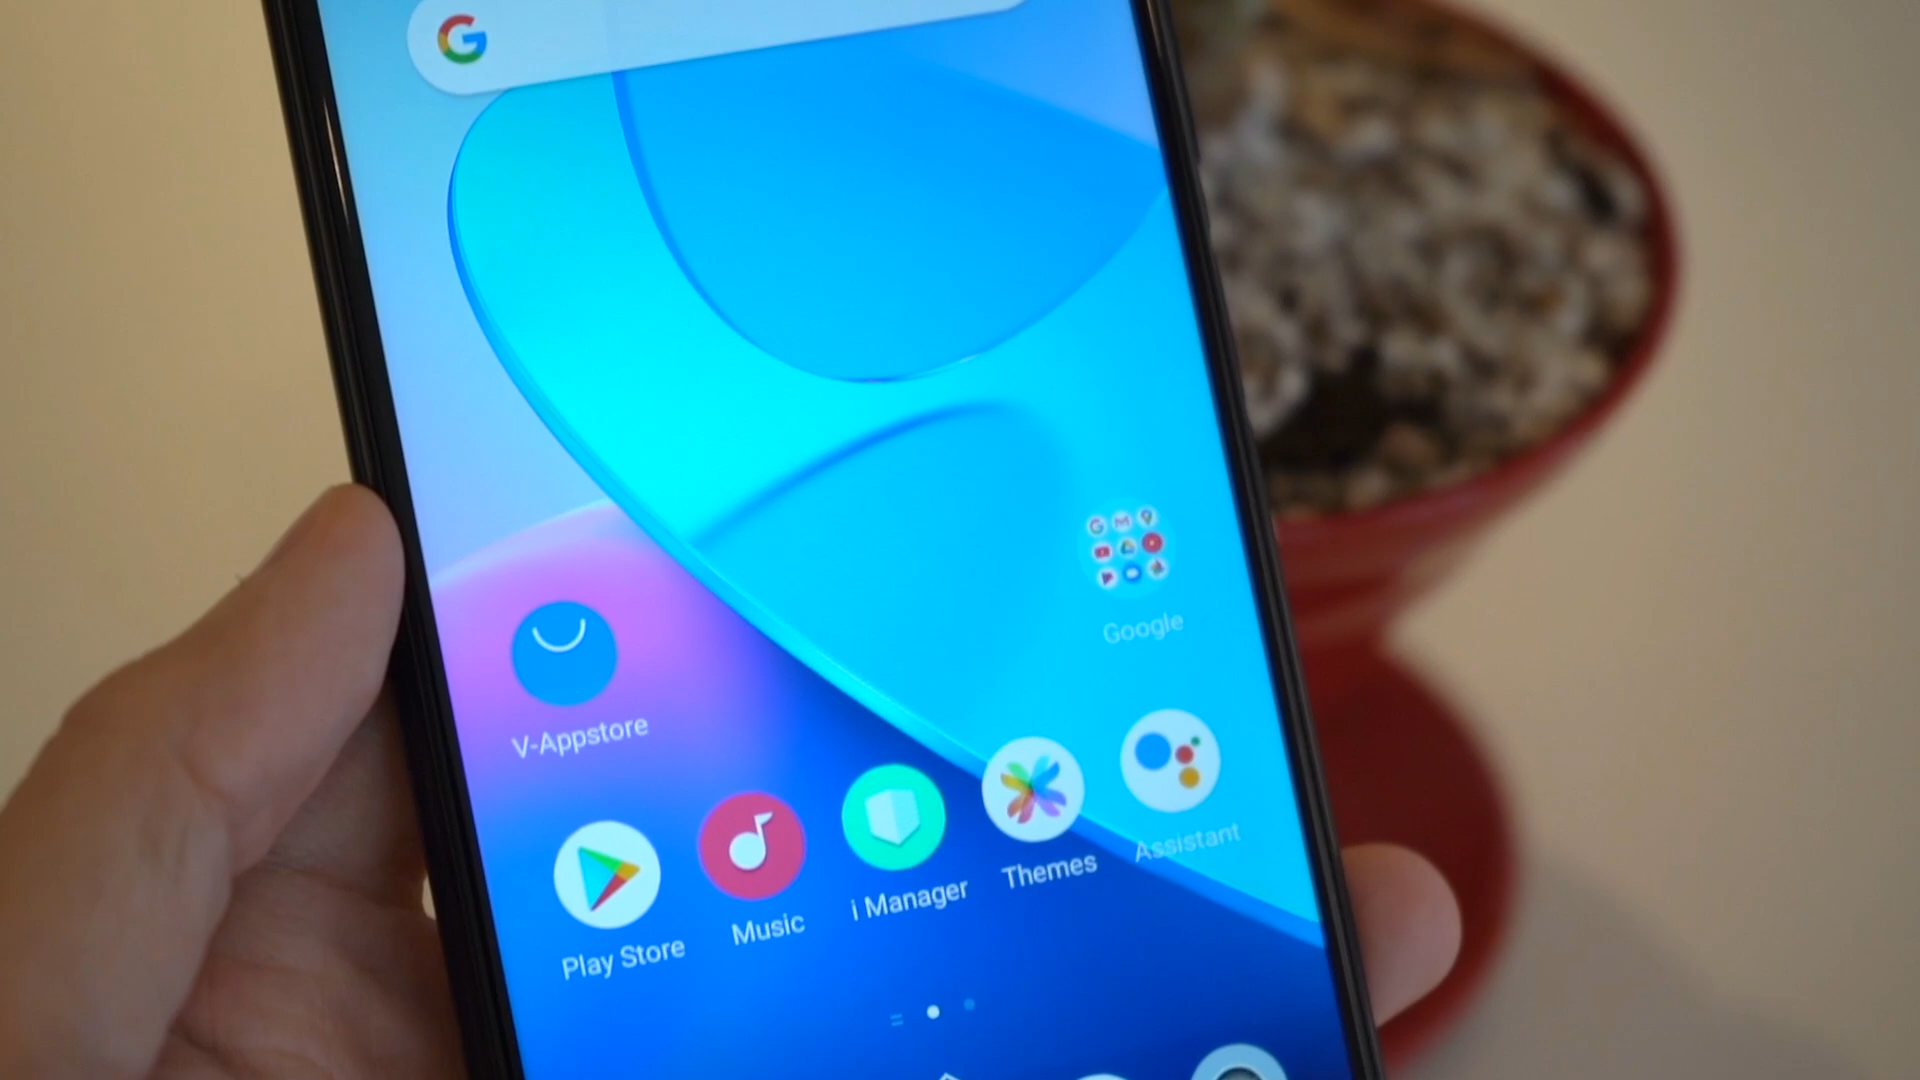 G
Google
V-Appstore
Play Store
Music
i Manager
Themes
Assistant